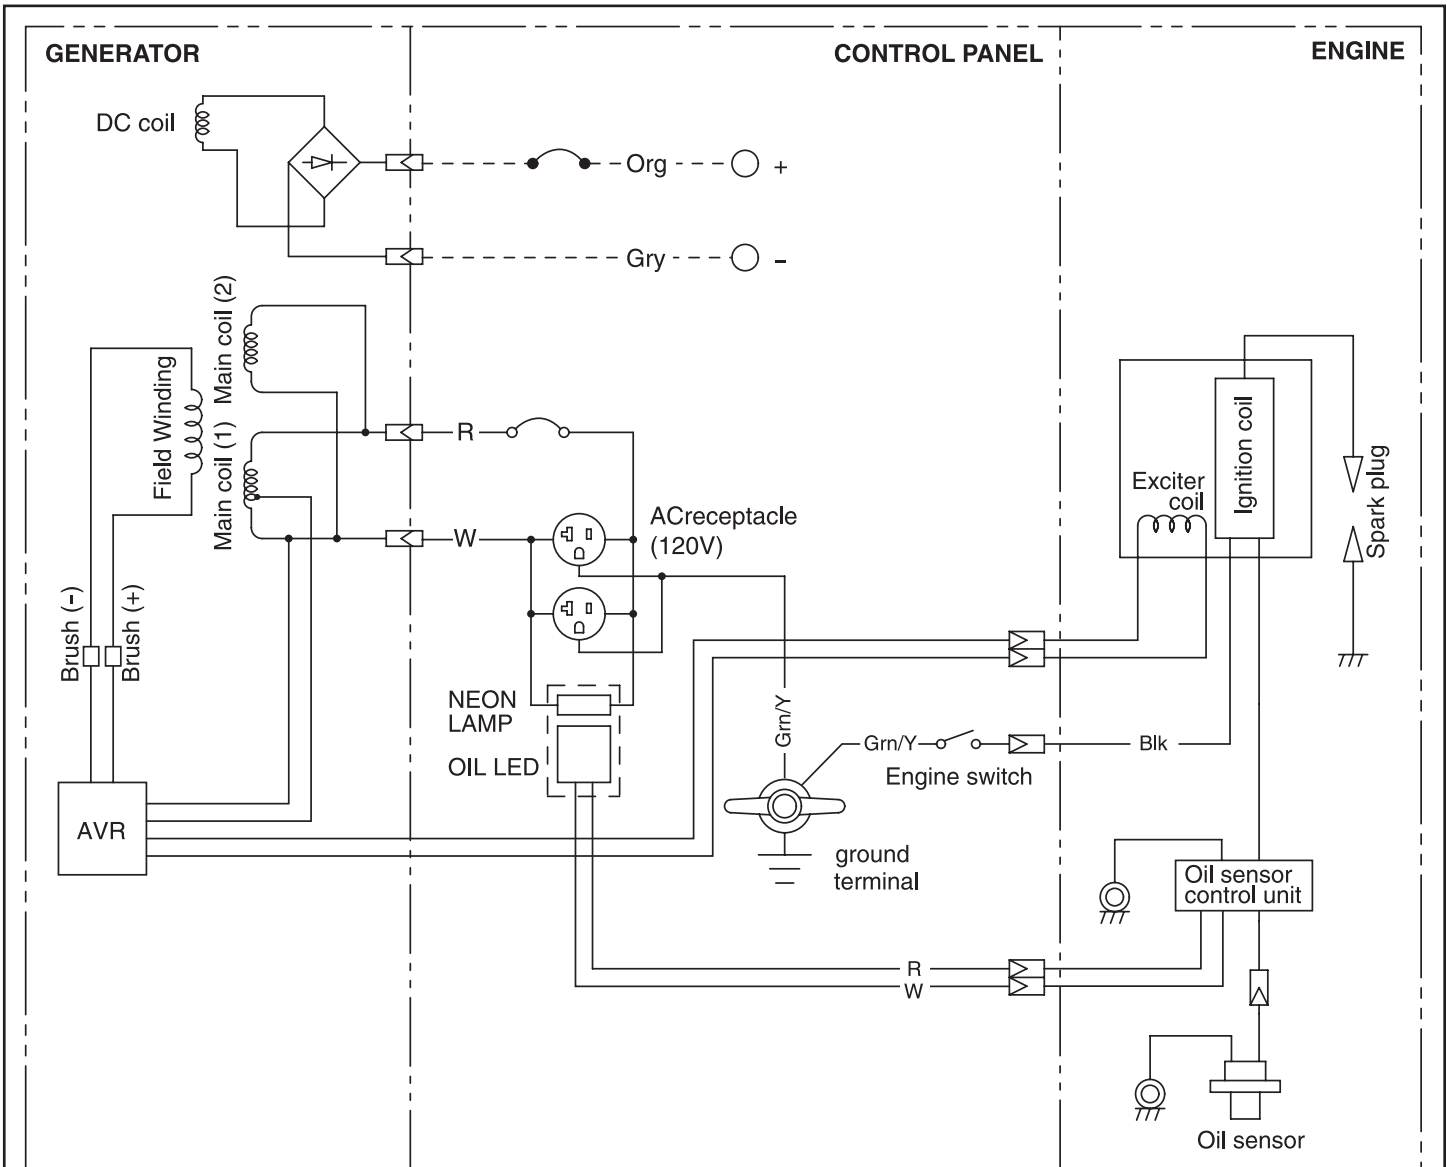 GENERATOR
CONTROL PANEL
ENGINE
DC coil
Org
+
Gry
-
Main coil (2)
Field Winding
Main coil (1)
R
W
ACreceptacle
(120V)
Brush (-)
Brush (+)
Exciter
coil
Ignition coil
Spark plug
NEON
LAMP
OIL LED
Grn/Y
Grn/Y
Blk
Engine switch
AVR
ground
terminal
Oil sensor
control unit
R
W
Oil sensor